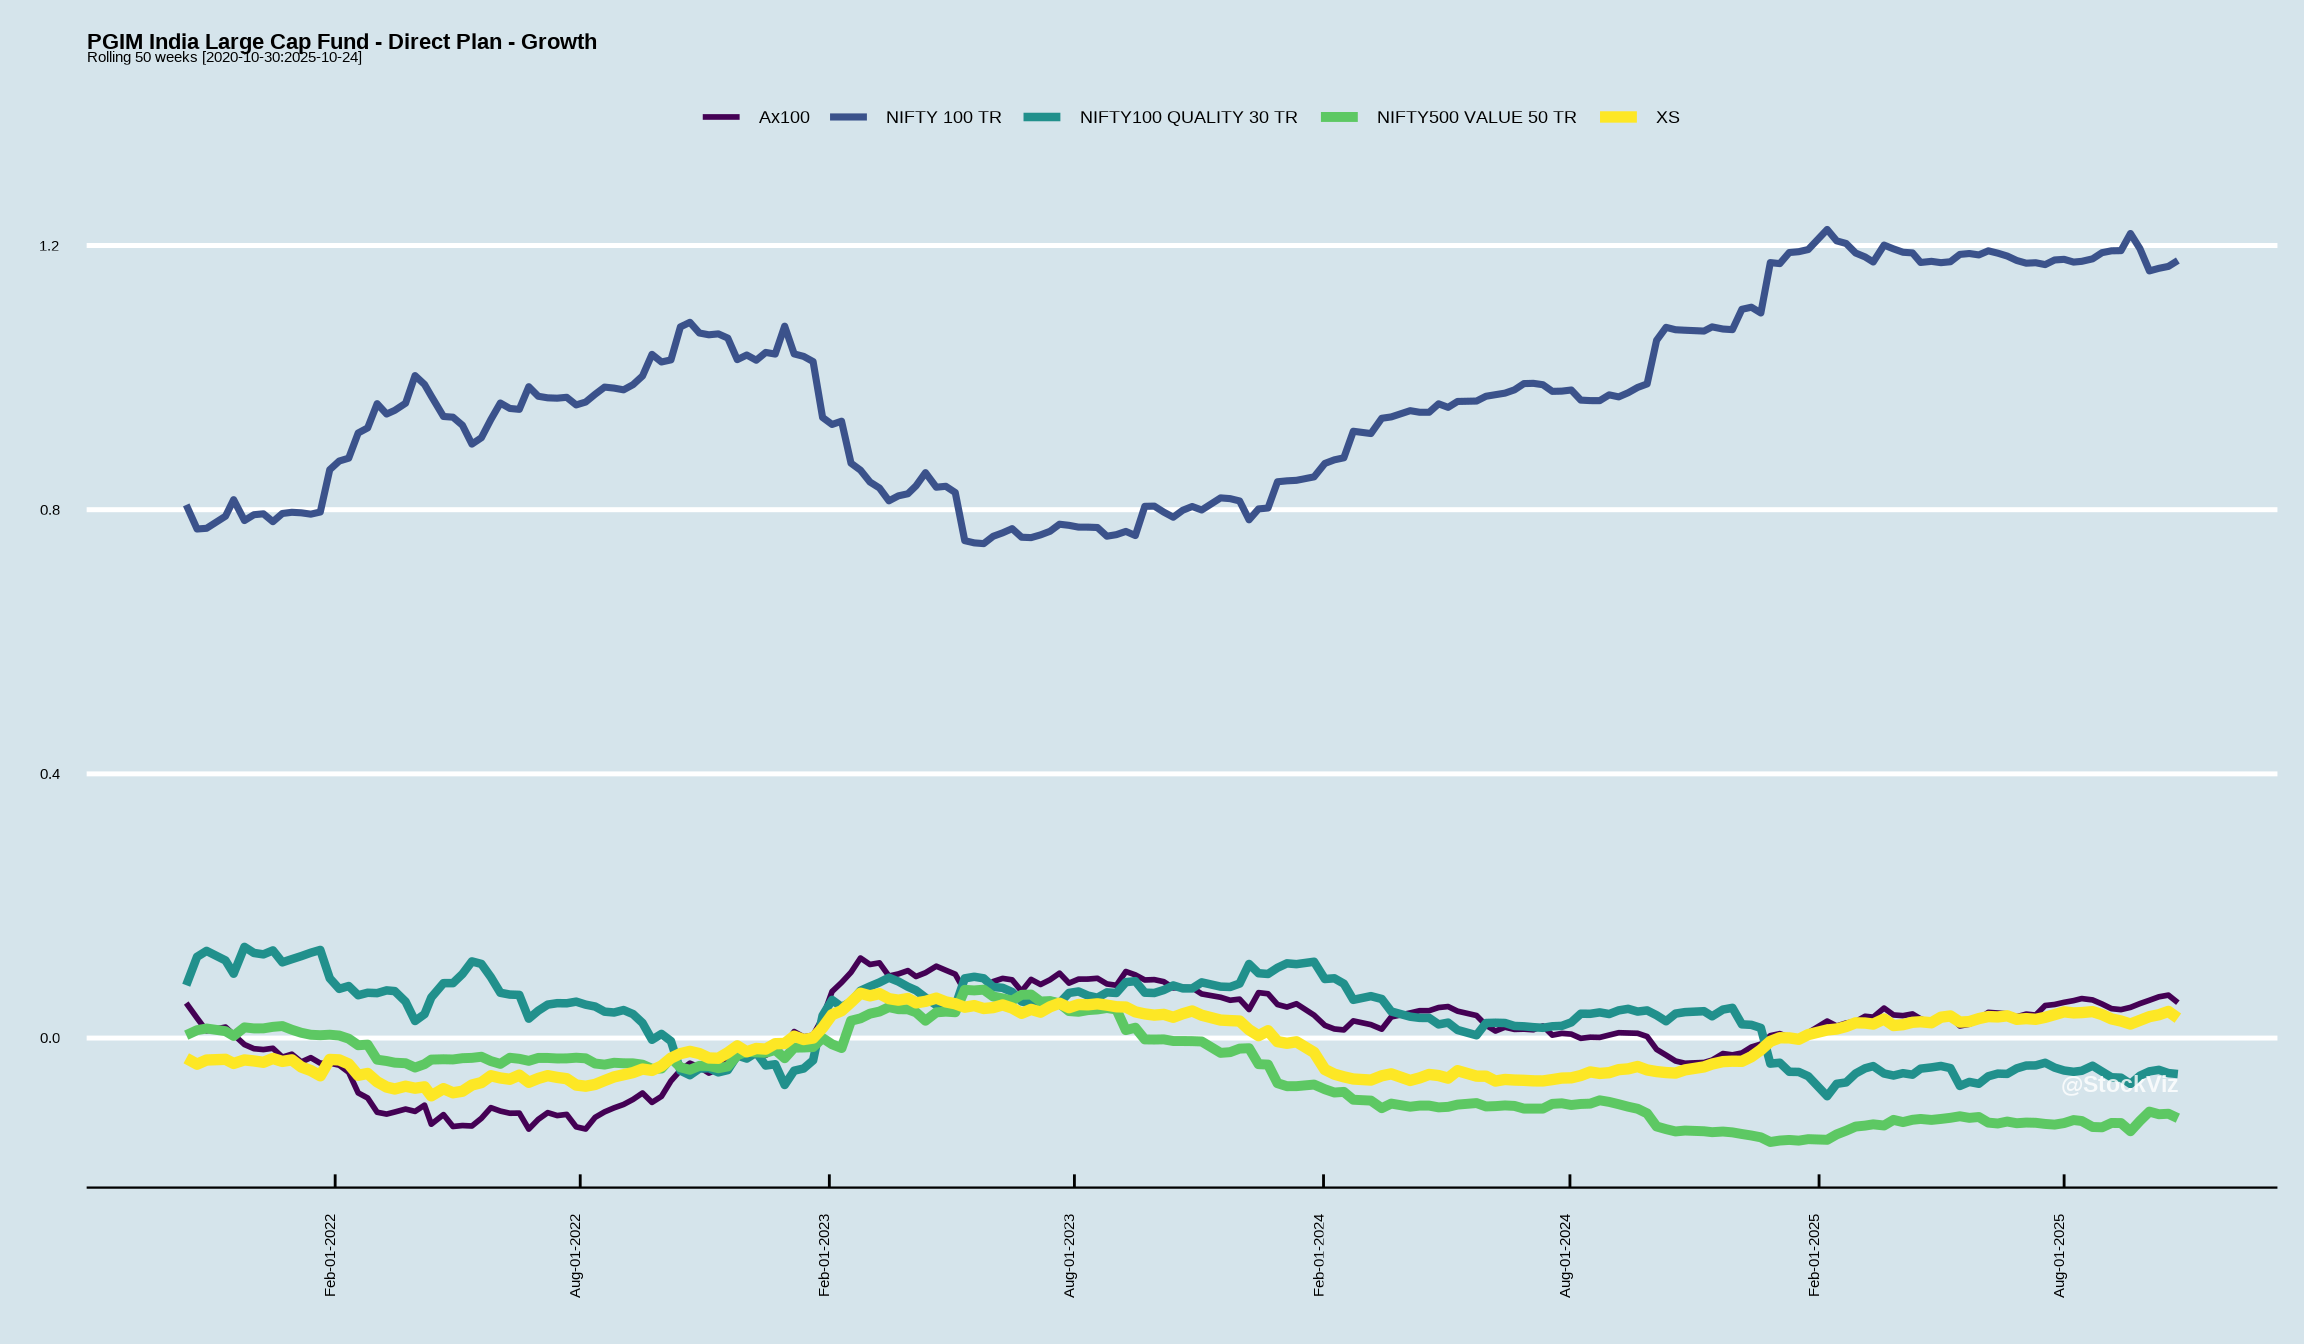 PGIM India Large Cap Fund - Direct Plan - Growth
Rolling 50 weeks [2020-10-30:2025-10-24]
Ax100 NIFTY 100 TR NIFTY100 QUALITY 30 TR NIFTY500 VALUE 50 TR XS
1.2
0.8
0.4
0.0
@StockViz
Feb-01-2022 Aug-01-2022 Feb-01-2023 Aug-01-2023 Feb-01-2024 Aug-01-2024 Feb-01-2025 Aug-01-2025